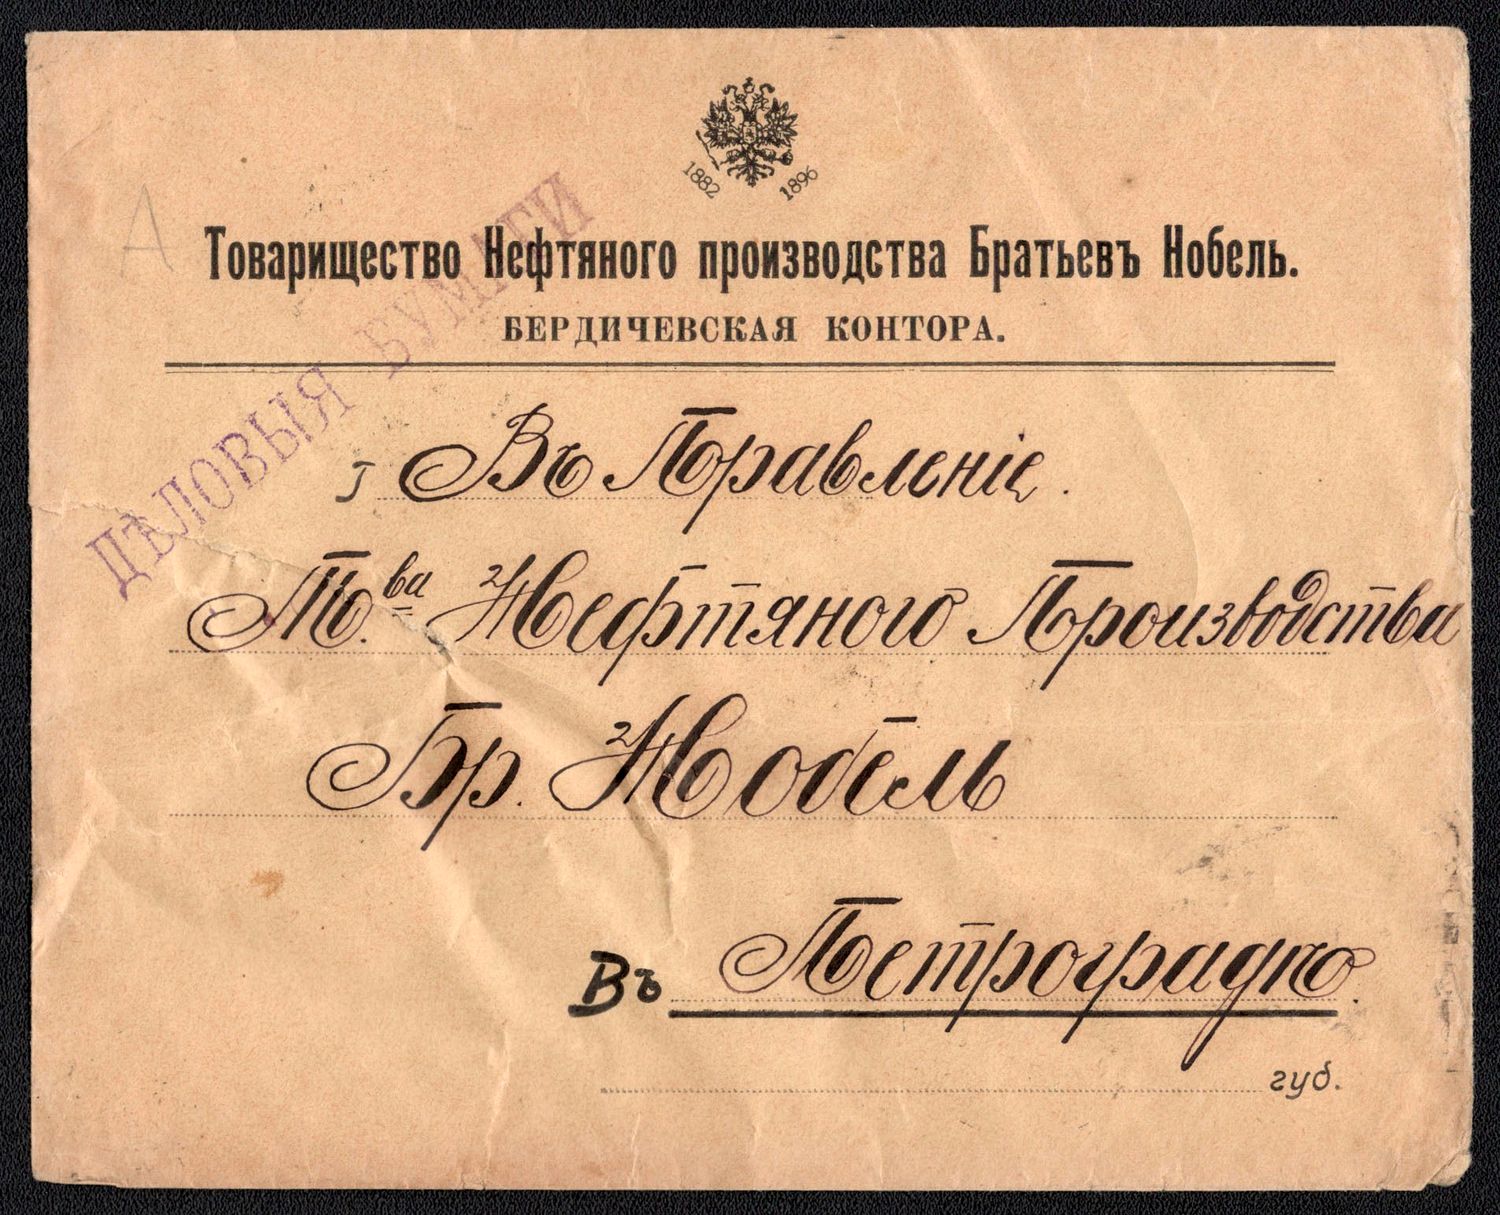 1882 1896
Товарищество Нефтяного производства Братьевъ Нобель.
БЕРДИЧЕВСКАЯ КОНТОРА.
ДѢЛОВЫЯ БУМАГИ
А
Въ Правленіе.
Т.ва Нефтяного Производства
Бр. Нобель
Въ Петроградѣ.
губ.